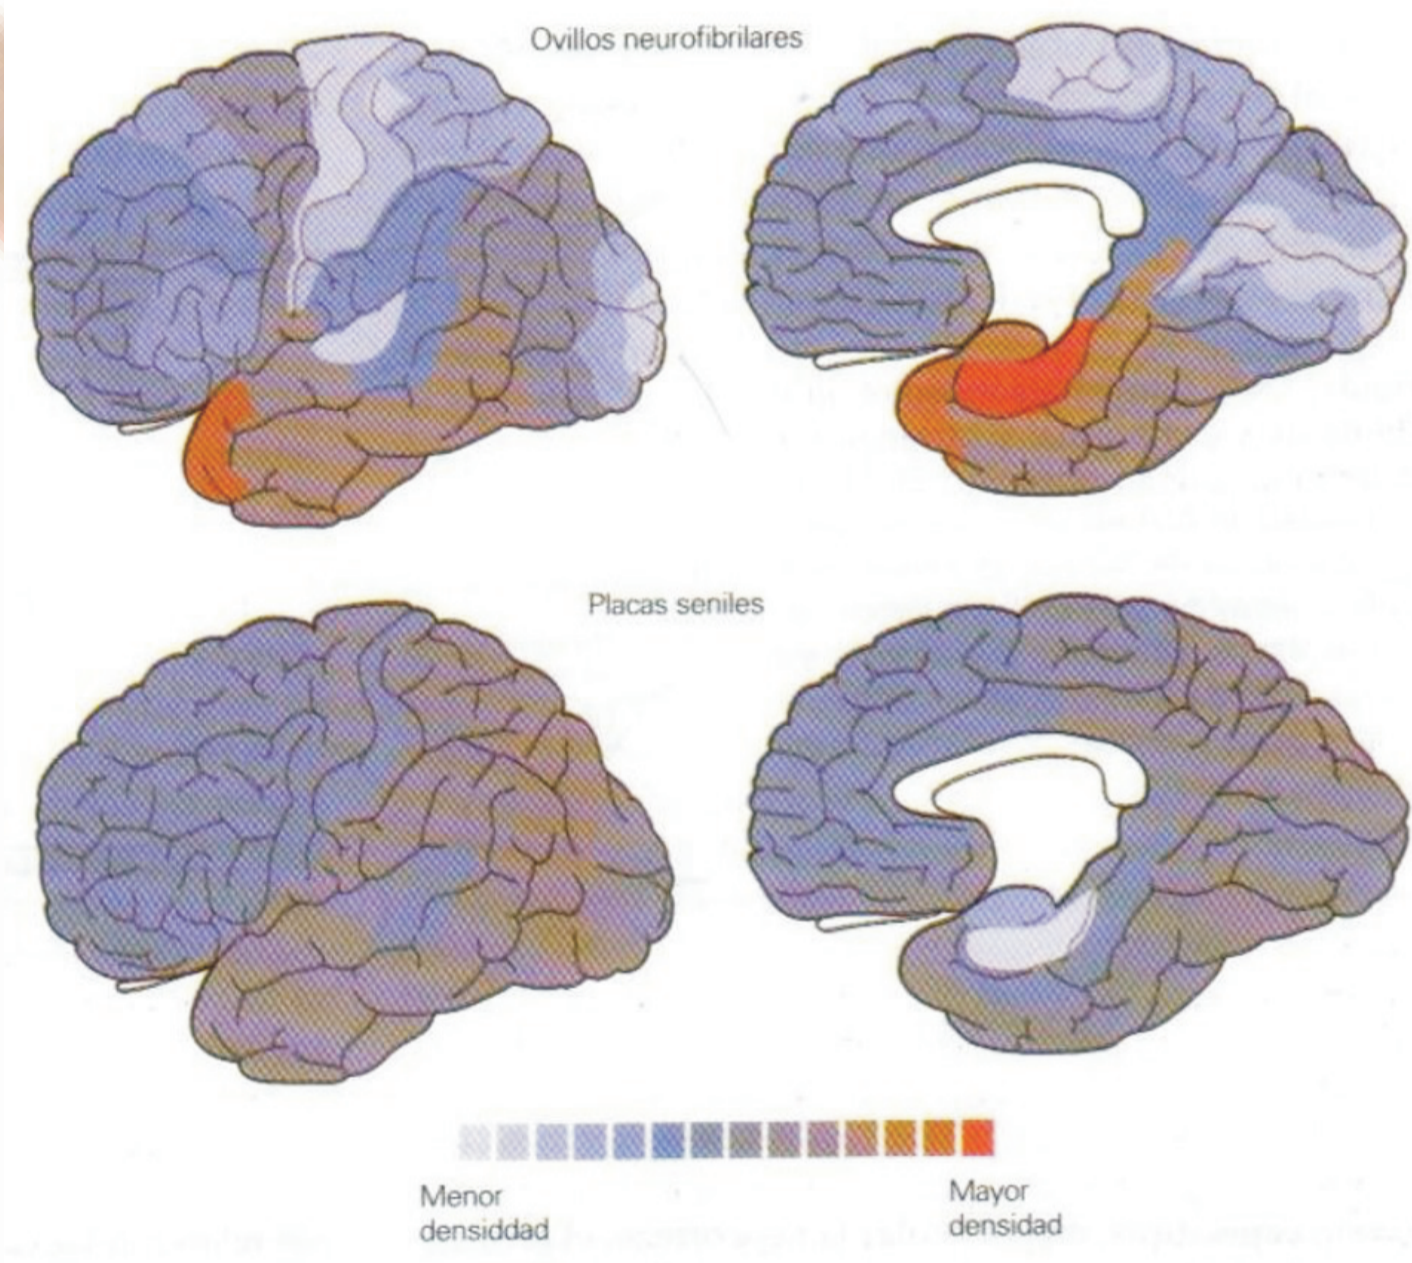 Ovillos neurofibrilares
Placas seniles
Menor
densiddad
Mayor
densidad